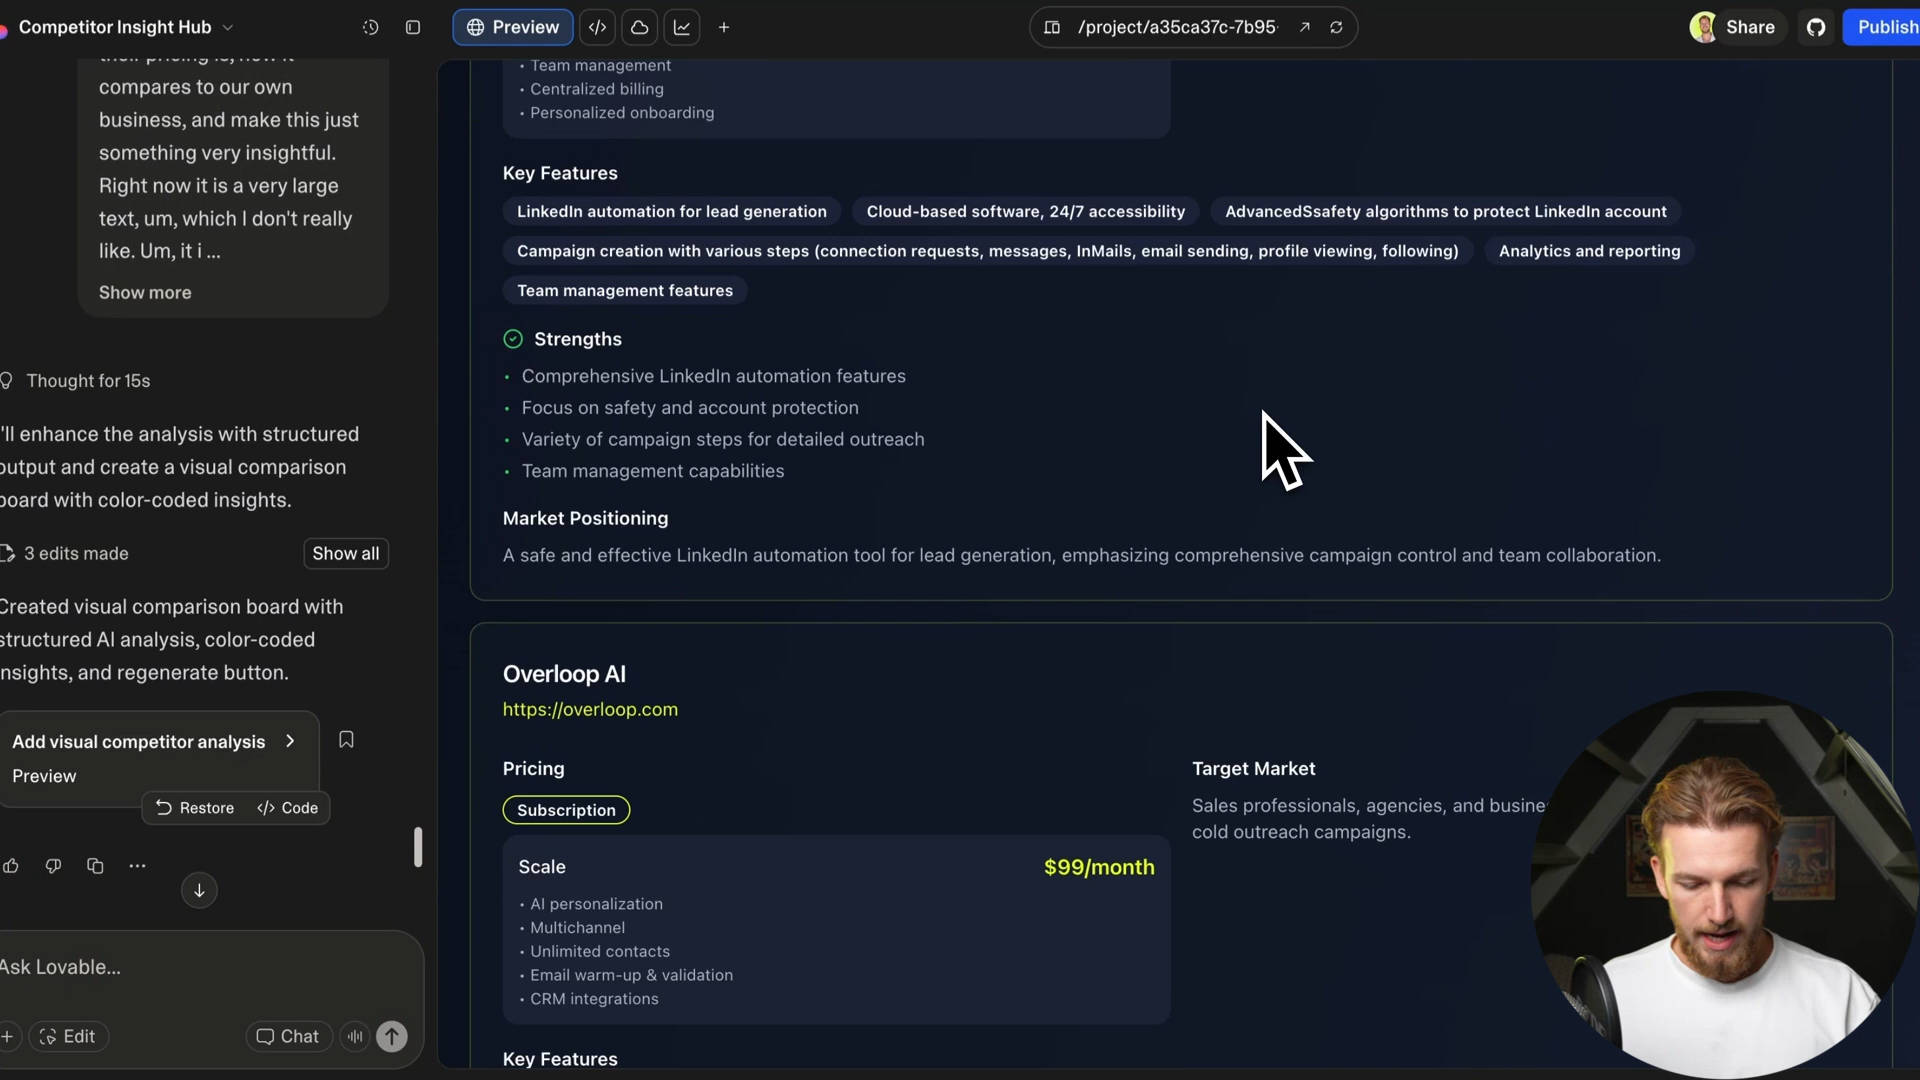 Competitor Insight Hub
Preview
/project/a35ca37c-7b95-
Share
Publish
compares to our own
business, and make this just
something very insightful.
Right now it is a very large
text, um, which I don't really
like. Um, it i ...
Show more
Thought for 15s
'll enhance the analysis with structured
output and create a visual comparison
board with color-coded insights.
3 edits made
Show all
Created visual comparison board with
structured AI analysis, color-coded
insights, and regenerate button.
Add visual competitor analysis
Preview
Restore
Code
Ask Lovable...
Edit
Chat
• Team management
• Centralized billing
• Personalized onboarding
Key Features
LinkedIn automation for lead generation
Cloud-based software, 24/7 accessibility
AdvancedSsafety algorithms to protect LinkedIn account
Campaign creation with various steps (connection requests, messages, InMails, email sending, profile viewing, following)
Analytics and reporting
Team management features
Strengths
• Comprehensive LinkedIn automation features
• Focus on safety and account protection
• Variety of campaign steps for detailed outreach
• Team management capabilities
Market Positioning
A safe and effective LinkedIn automation tool for lead generation, emphasizing comprehensive campaign control and team collaboration.
Overloop AI
https://overloop.com
Pricing
Subscription
Scale
$99/month
• AI personalization
• Multichannel
• Unlimited contacts
• Email warm-up & validation
• CRM integrations
Target Market
Sales professionals, agencies, and busine
cold outreach campaigns.
Key Features